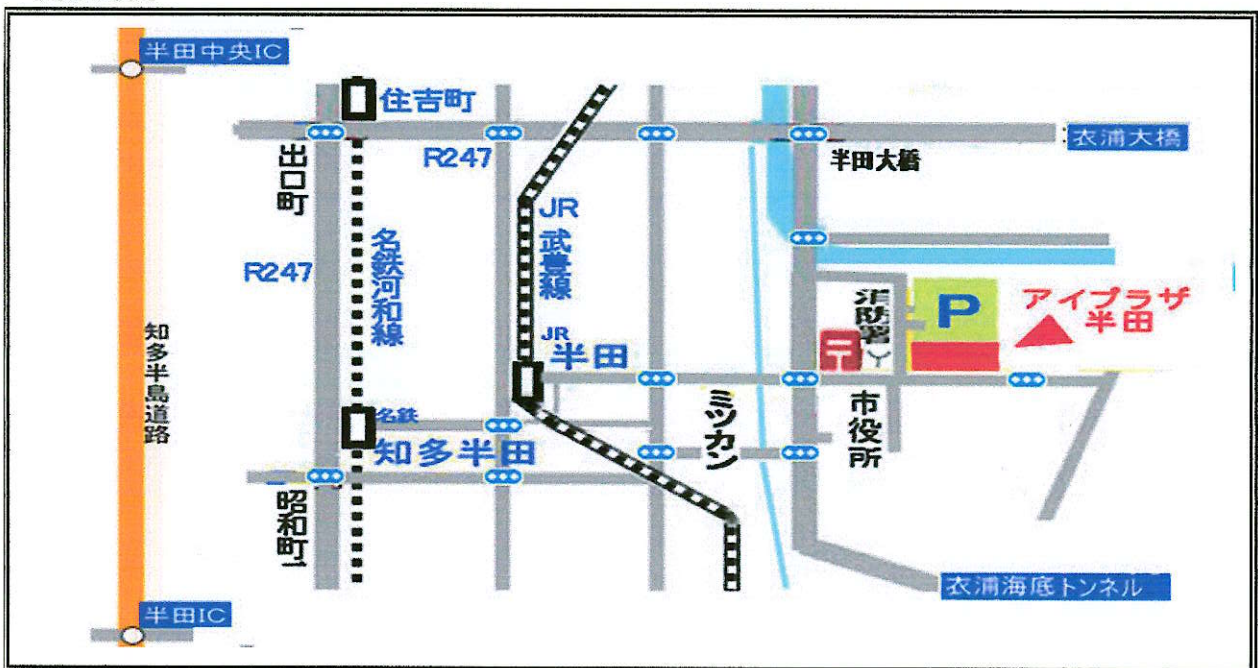 半田中央IC
住吉町
衣浦大橋
出口町
R247
半田大橋
JR
武豊線
R247
名鉄河和線
消防署
P
アイプラザ
半田
知多半島道路
JR
半田
〒
名鉄
知多半田
ミツカン
市役所
昭和町1
衣浦海底トンネル
半田IC